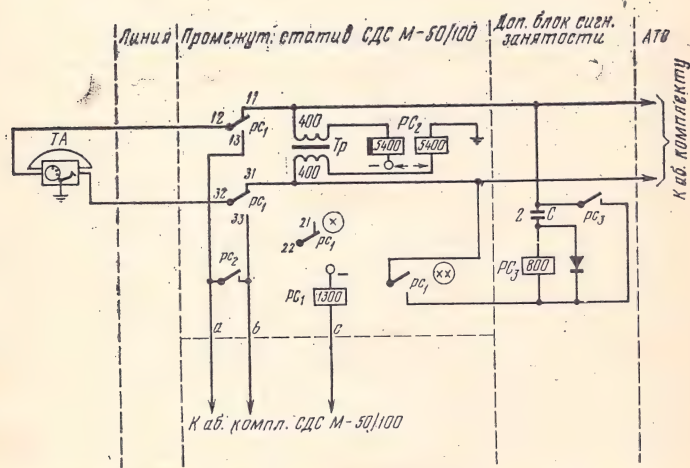 Линия
Промежут. статив СДС М-50/100
Доп. блок сигн. занятости
АТС
ТА
11
12
13
РС1
400
Тр
400
РС2
5400
5400
31
32
33
РС1
21
22
РС1
×
РС2
РС1
1300
РС1
××
2
С
РС3
РС3
800
а
b
с
К аб. комплекту
К аб. компл. СДС М-50/100